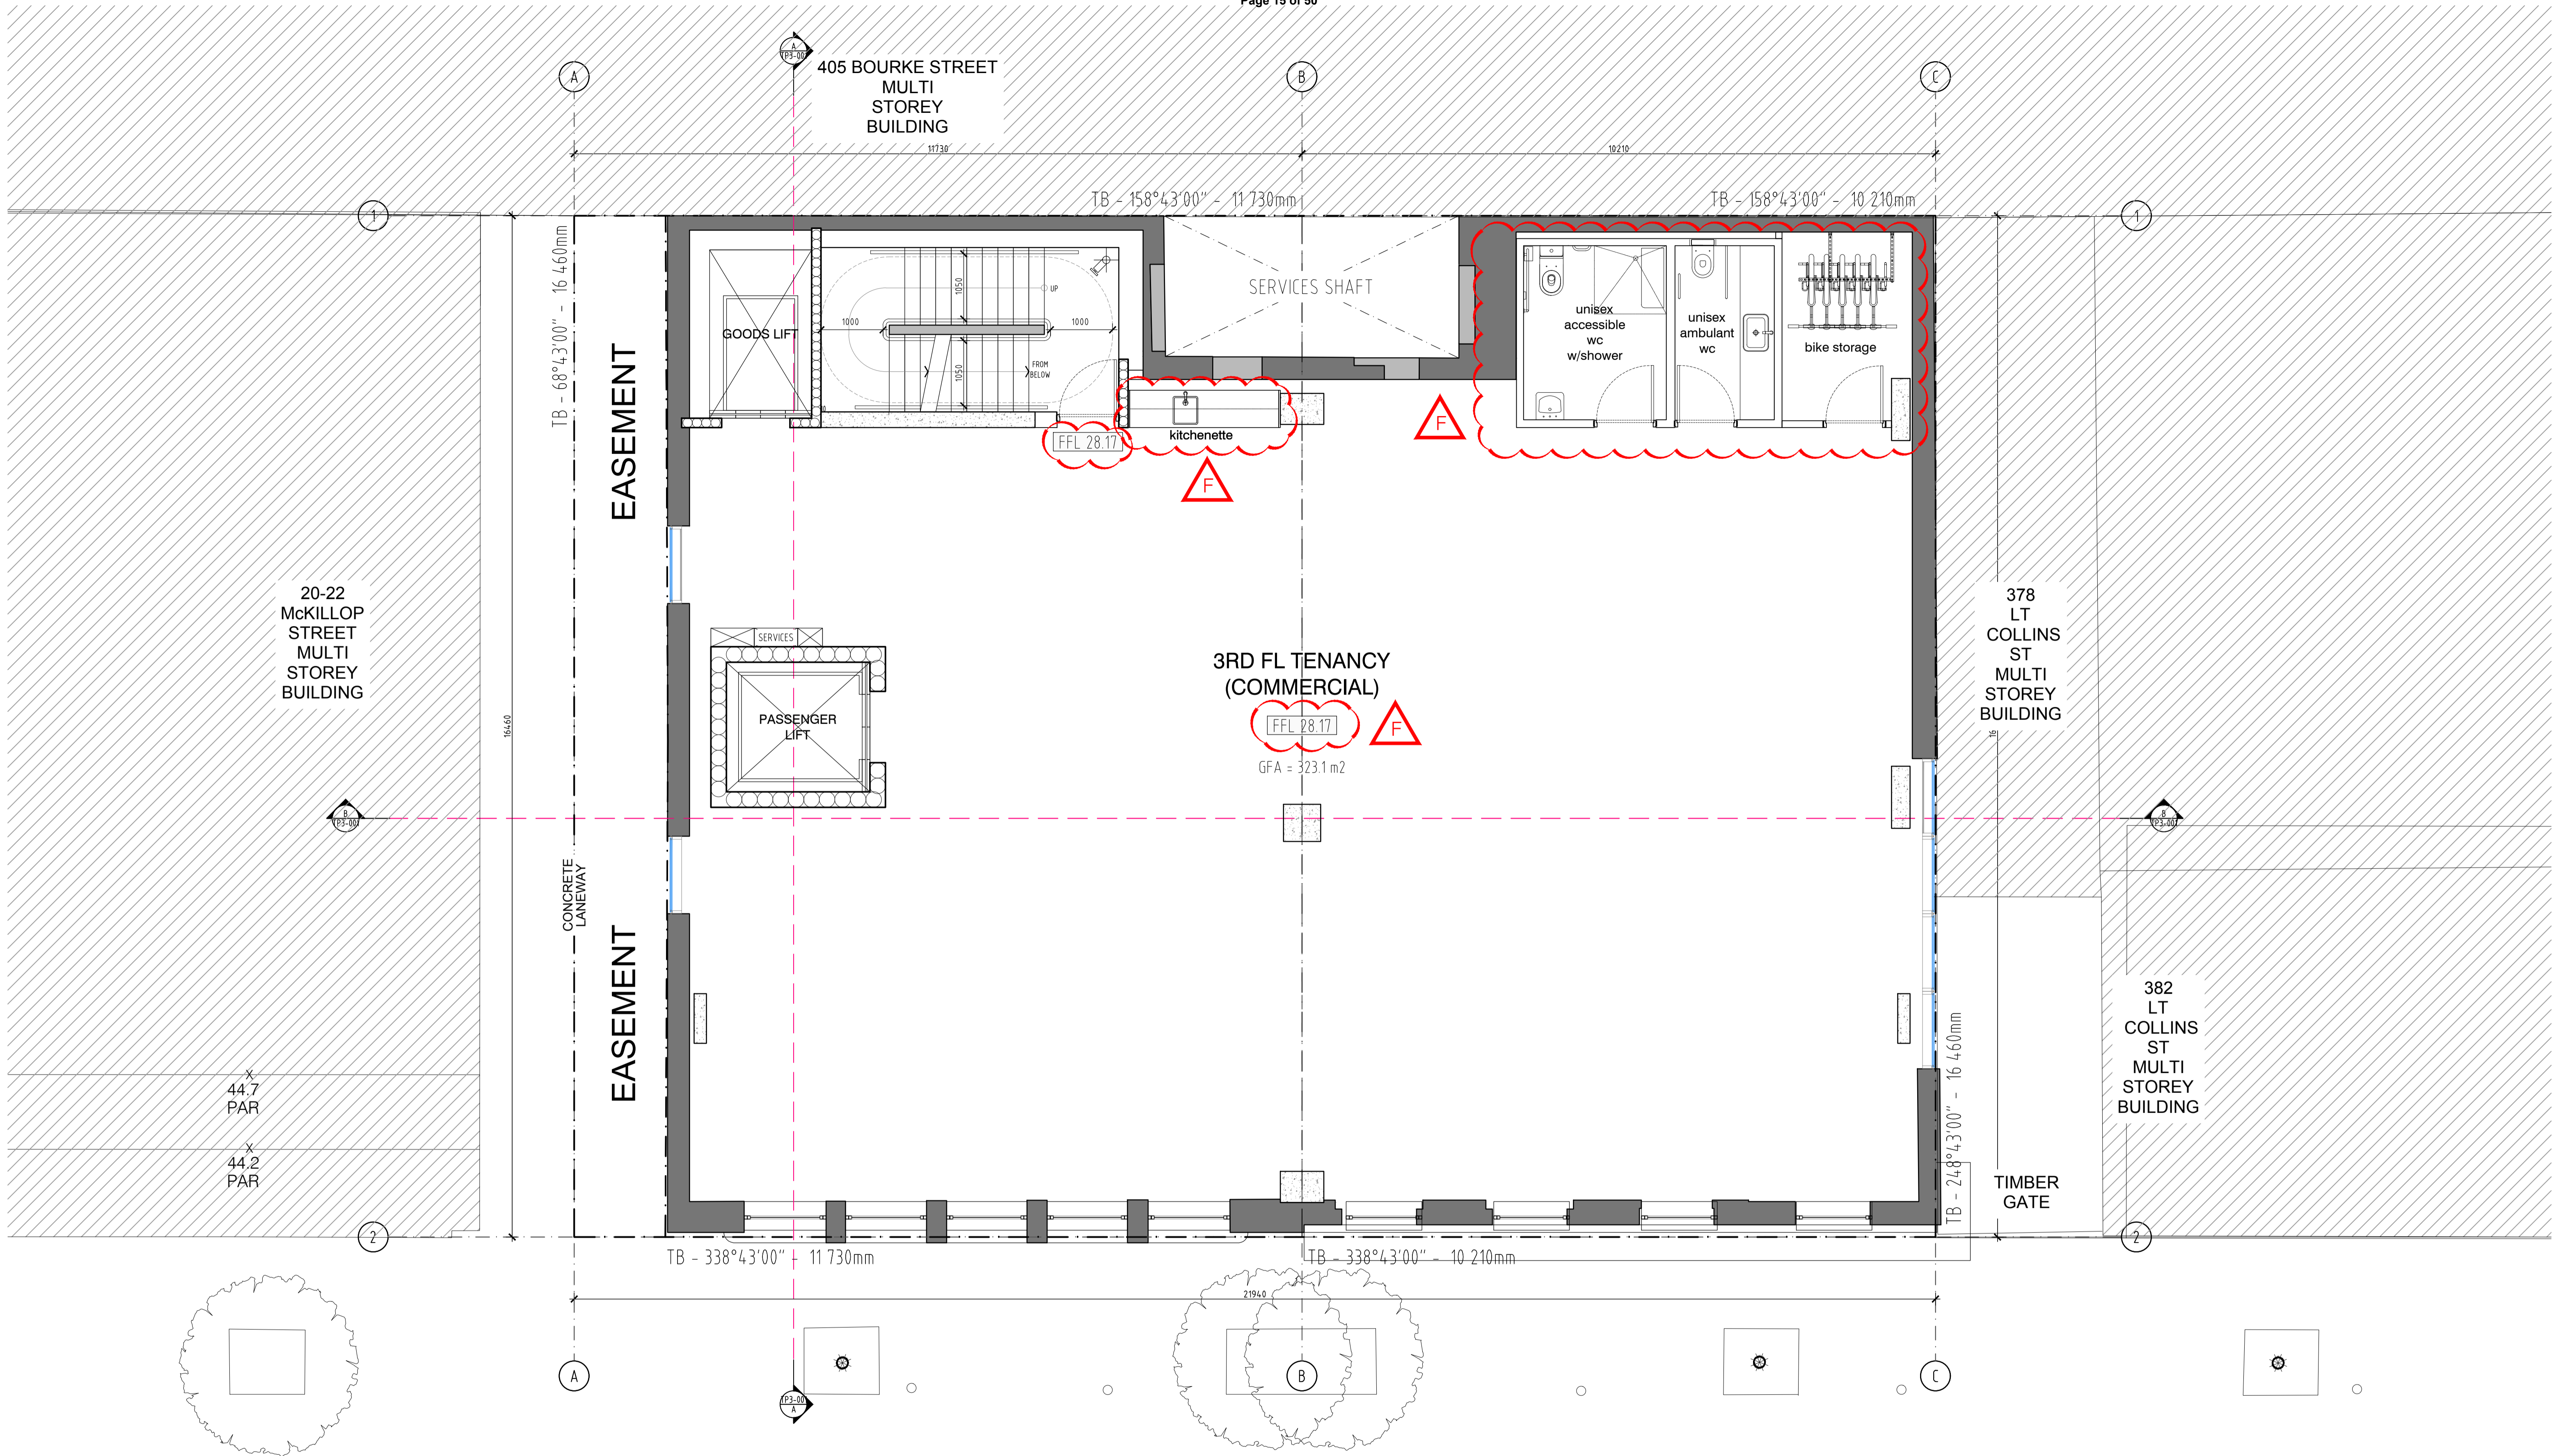 Page 15 of 50
A
TP3-001
405 BOURKE STREET
MULTI
STOREY
BUILDING
A
B
C
11730
10210
TB - 158°43'00" - 11 730mm
TB - 158°43'00" - 10 210mm
1
1
TB - 68°43'00" - 16 460mm
EASEMENT
GOODS LIFT
1050
1000
1000
1050
UP
FROM
BELOW
SERVICES SHAFT
unisex
accessible
wc
w/shower
unisex
ambulant
wc
bike storage
kitchenette
FFL 28.17
F
F
20-22
McKILLOP
STREET
MULTI
STOREY
BUILDING
378
LT
COLLINS
ST
MULTI
STOREY
BUILDING
SERVICES
PASSENGER
LIFT
3RD FL TENANCY
(COMMERCIAL)
FFL 28.17
F
GFA = 323.1 m2
16460
16
B
B
CONCRETE
LANEWAY
EASEMENT
382
LT
COLLINS
ST
MULTI
STOREY
BUILDING
TB - 248°43'00" - 16 460mm
X
44.7
PAR
X
44.2
PAR
TIMBER
GATE
2
2
TB - 338°43'00" - 11 730mm
TB - 338°43'00" - 10 210mm
21940
A
B
C
A